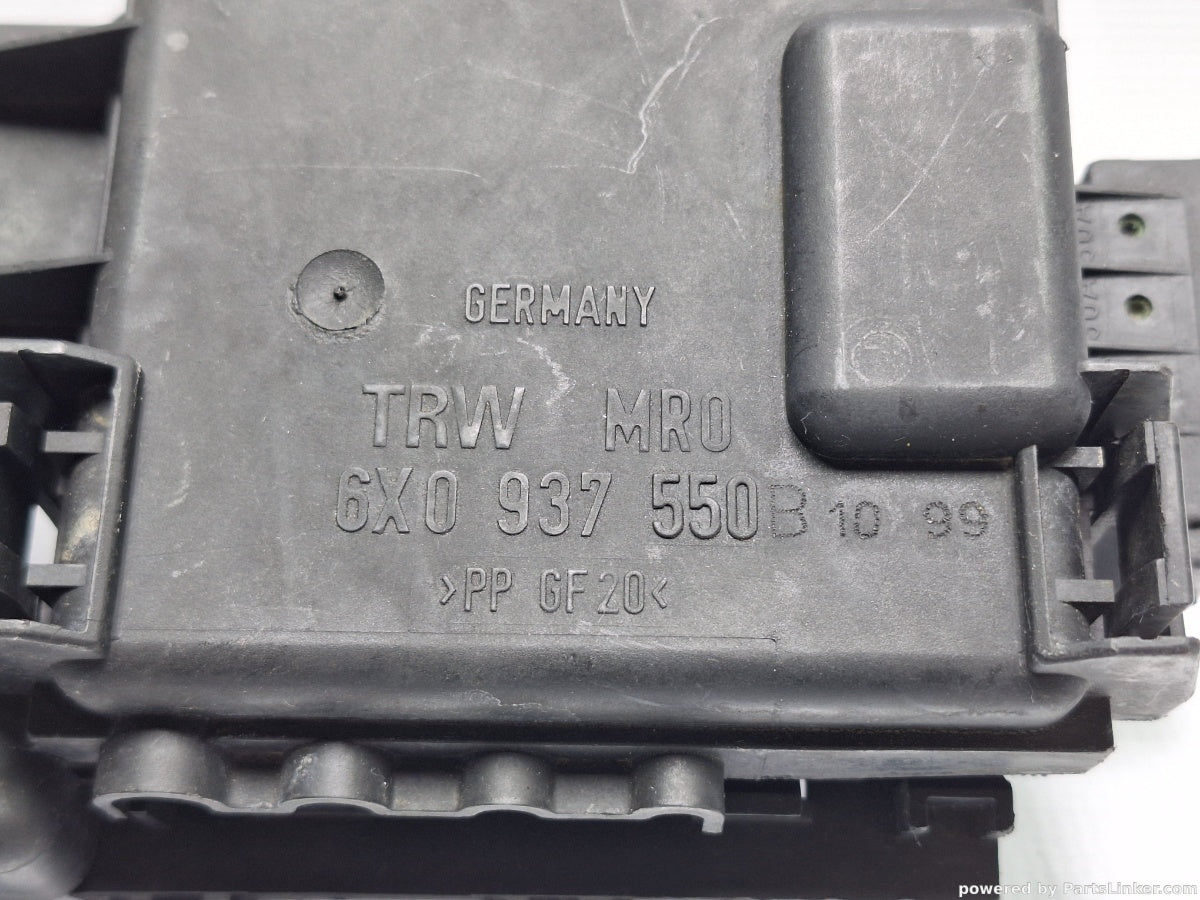 GERMANY
TRW MRO
6X0 937 550B 10 99
>PP GF20<
powered by PartsLinker.com